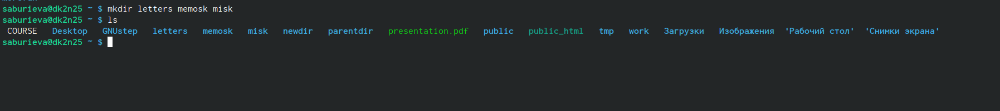 saburieva@dk2n25 ~ $ mkdir letters memosk misk
saburieva@dk2n25 ~ $ ls
COURSE Desktop GNUstep letters memosk misk newdir parentdir presentation.pdf public public_html tmp work Загрузки Изображения 'Рабочий стол' 'Снимки экрана'
saburieva@dk2n25 ~ $